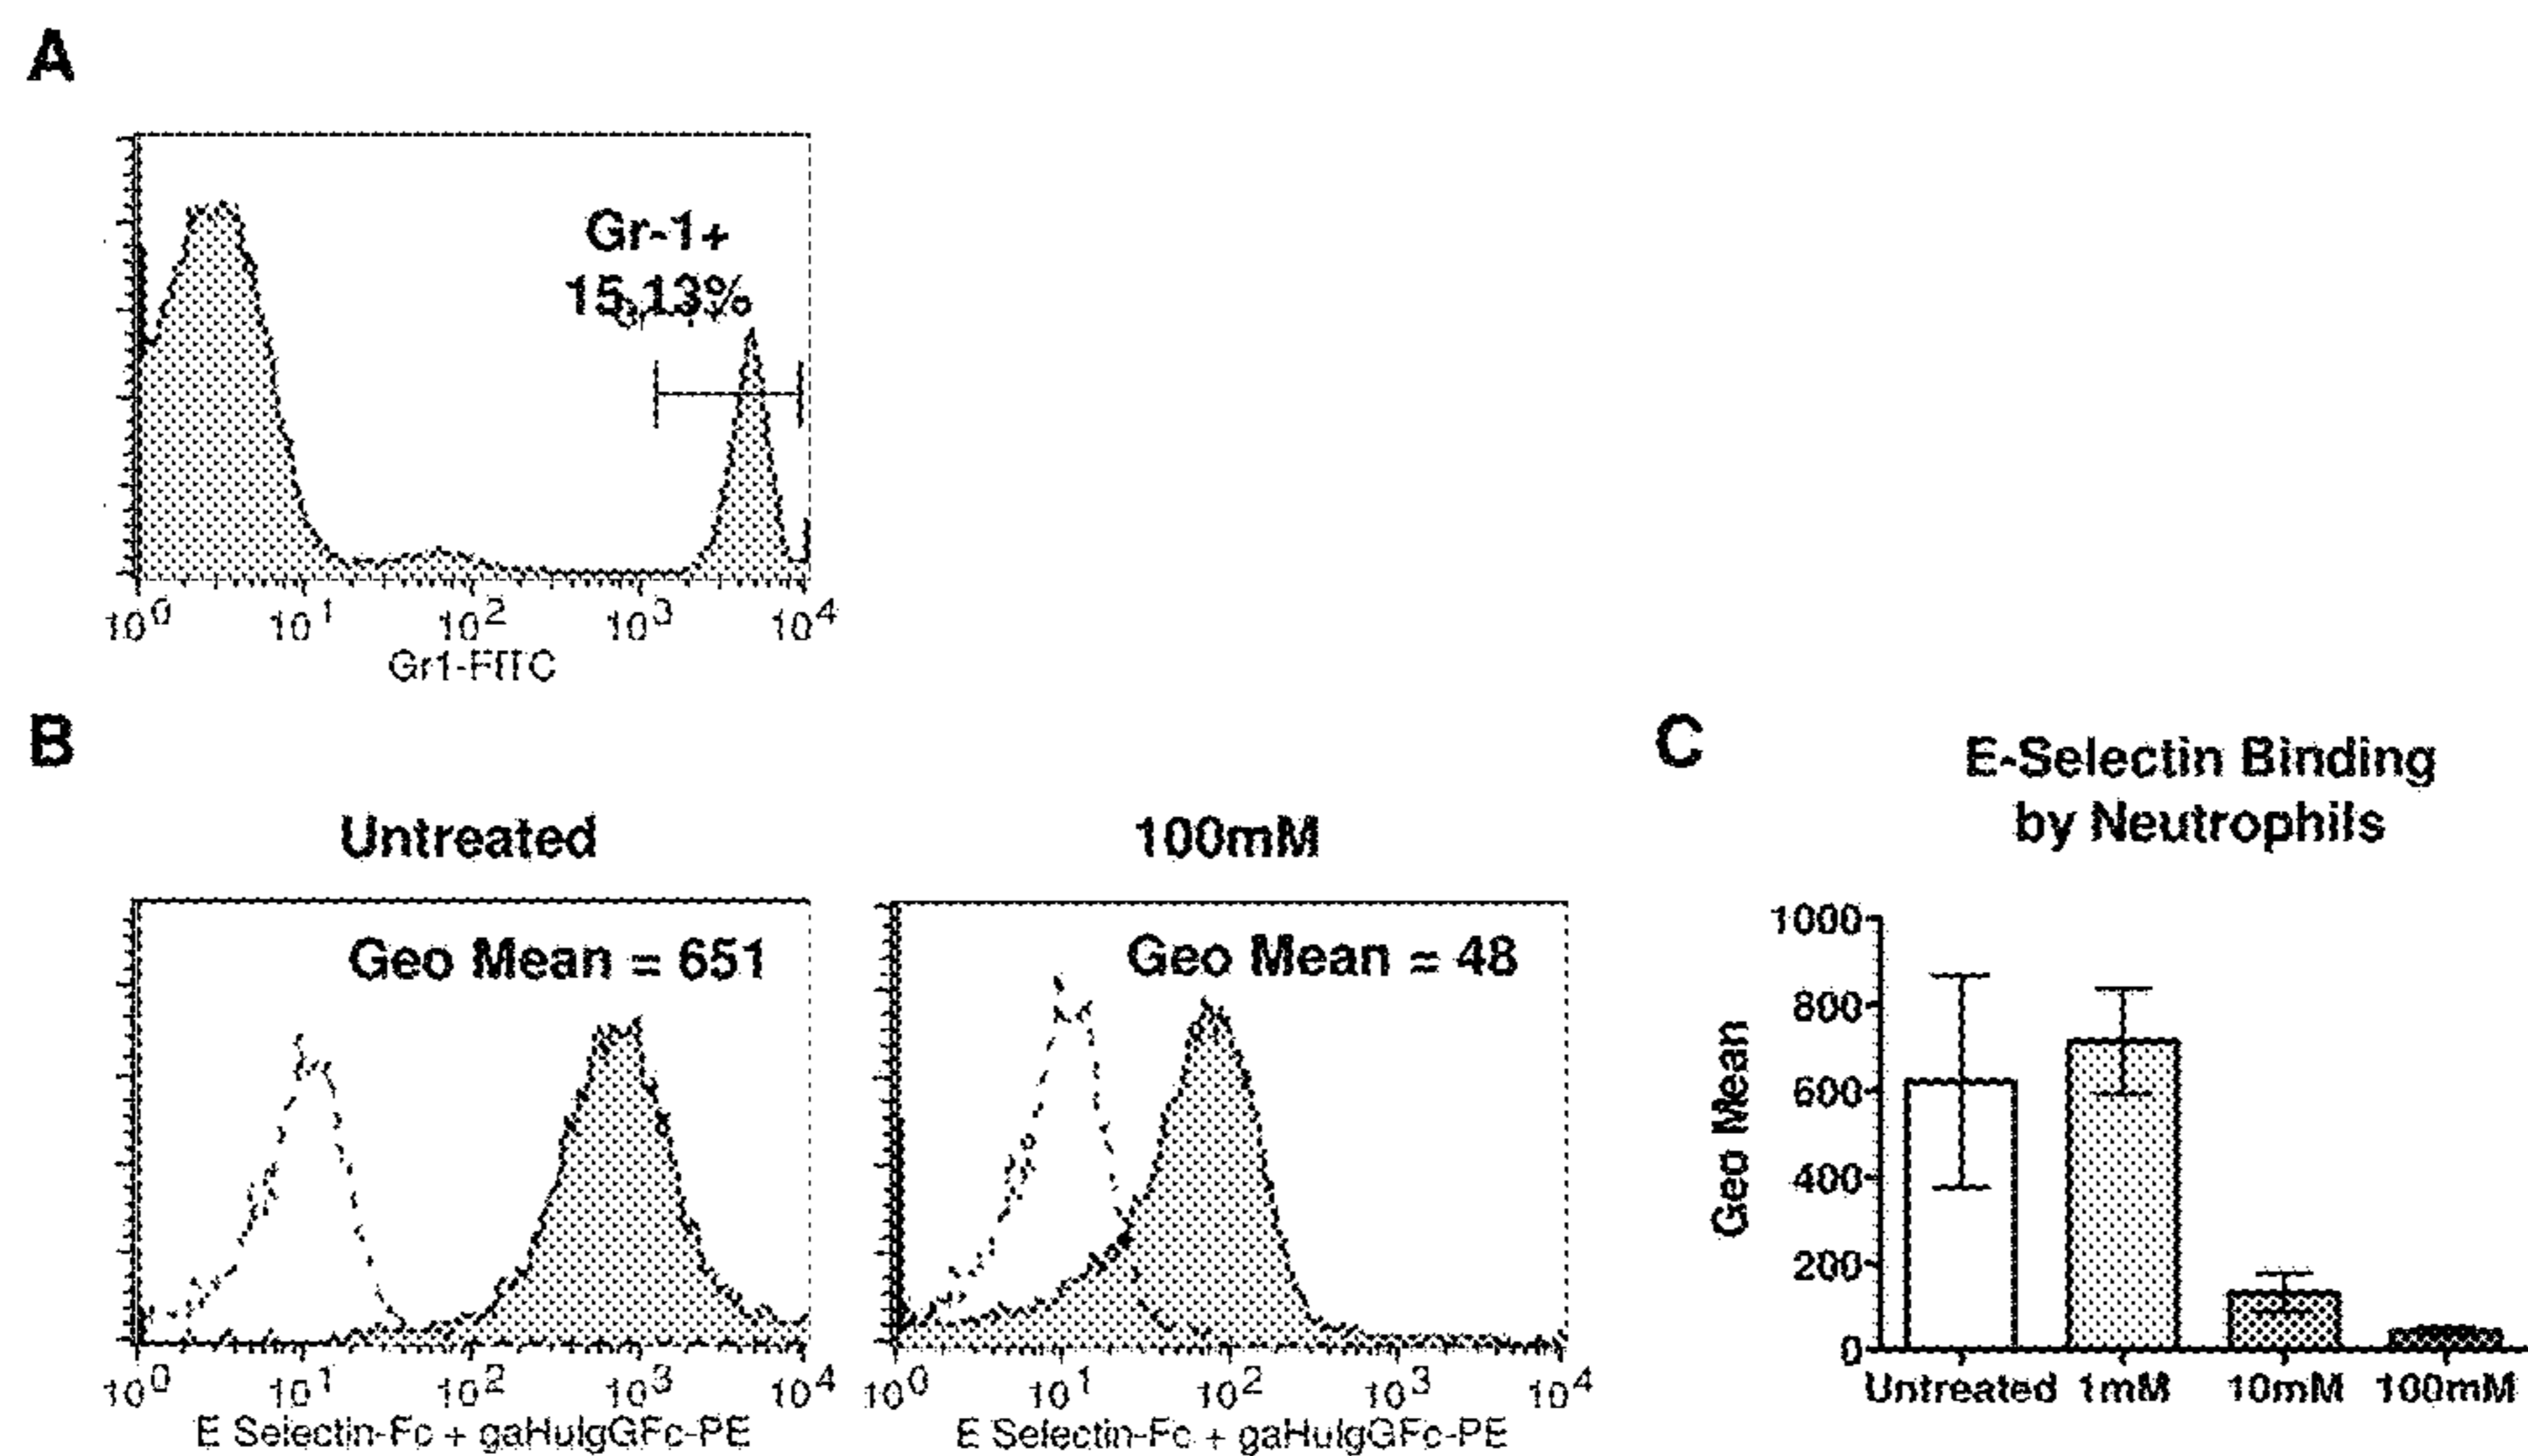 A
Gr-1+
15.13%
10^0 10^1 10^2 10^3 10^4
Gr1-FITC
B
Untreated
Geo Mean = 651
10^0 10^1 10^2 10^3 10^4
E Selectin-Fc + gaHuIgGFc-PE
100mM
Geo Mean = 48
10^0 10^1 10^2 10^3 10^4
E Selectin-Fc + gaHuIgGFc-PE
C
E-Selectin Binding
by Neutrophils
Geo Mean
1000
800
600
400
200
0
Untreated 1mM 10mM 100mM